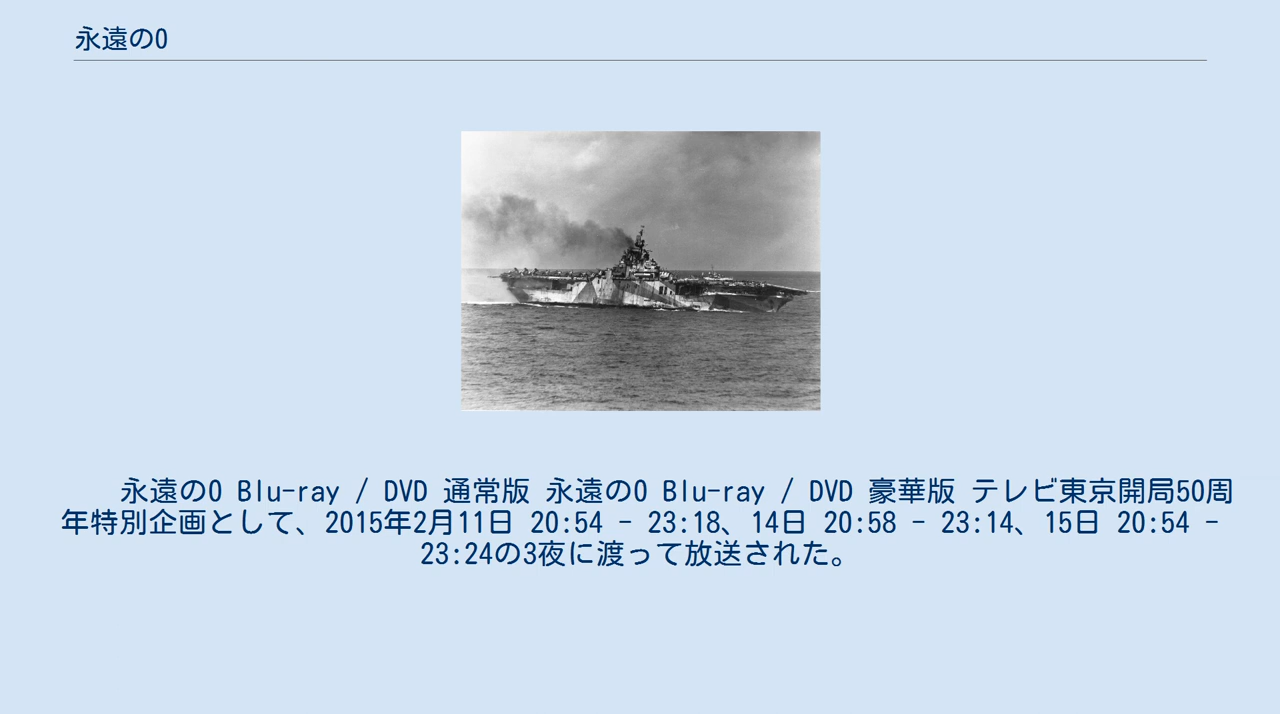 永遠の0
永遠の0 Blu-ray / DVD 通常版 永遠の0 Blu-ray / DVD 豪華版 テレビ東京開局50周
年特別企画として、2015年2月11日 20:54 - 23:18、14日 20:58 - 23:14、15日 20:54 -
23:24の3夜に渡って放送された。